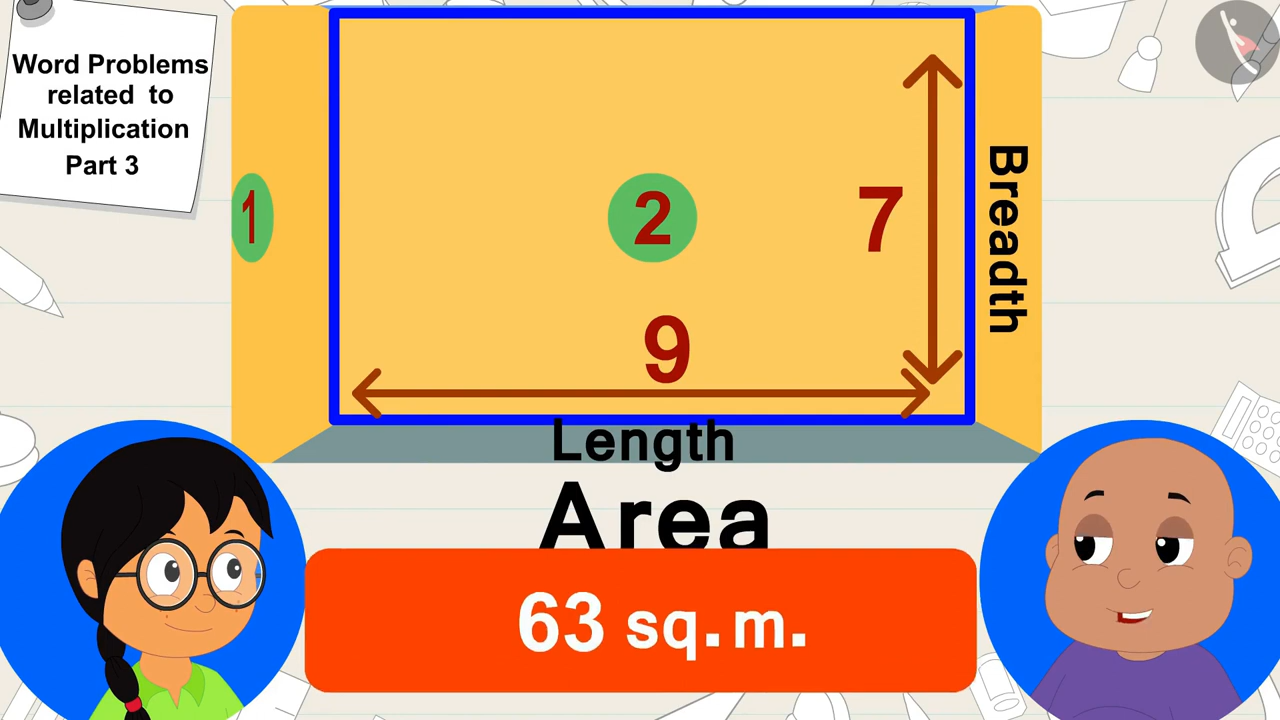 Word Problems
related to
Multiplication
Part 3
1
2
7
Breadth
9
Length
Area
63 sq. m.